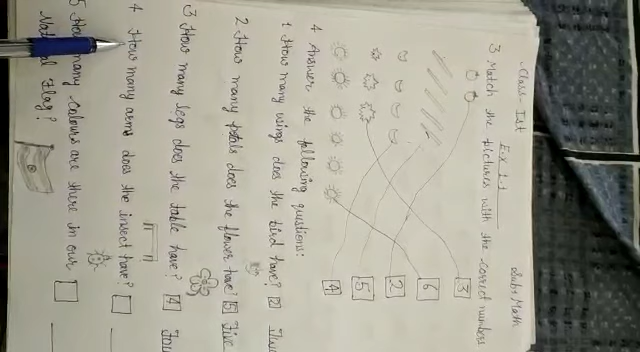 Class- Ist
Sub: Math
Ex 1.1
3 Match the pictures with the correct numbers
3
6
2
5
4
4 Answer the following questions:
1 How many wings does the bird have? 2
2 How many petals does the flower have? 5 Five
3 How many legs does the table have? 4
4 How many arms does the insect have?
5 How many colours are there in our
Flag?